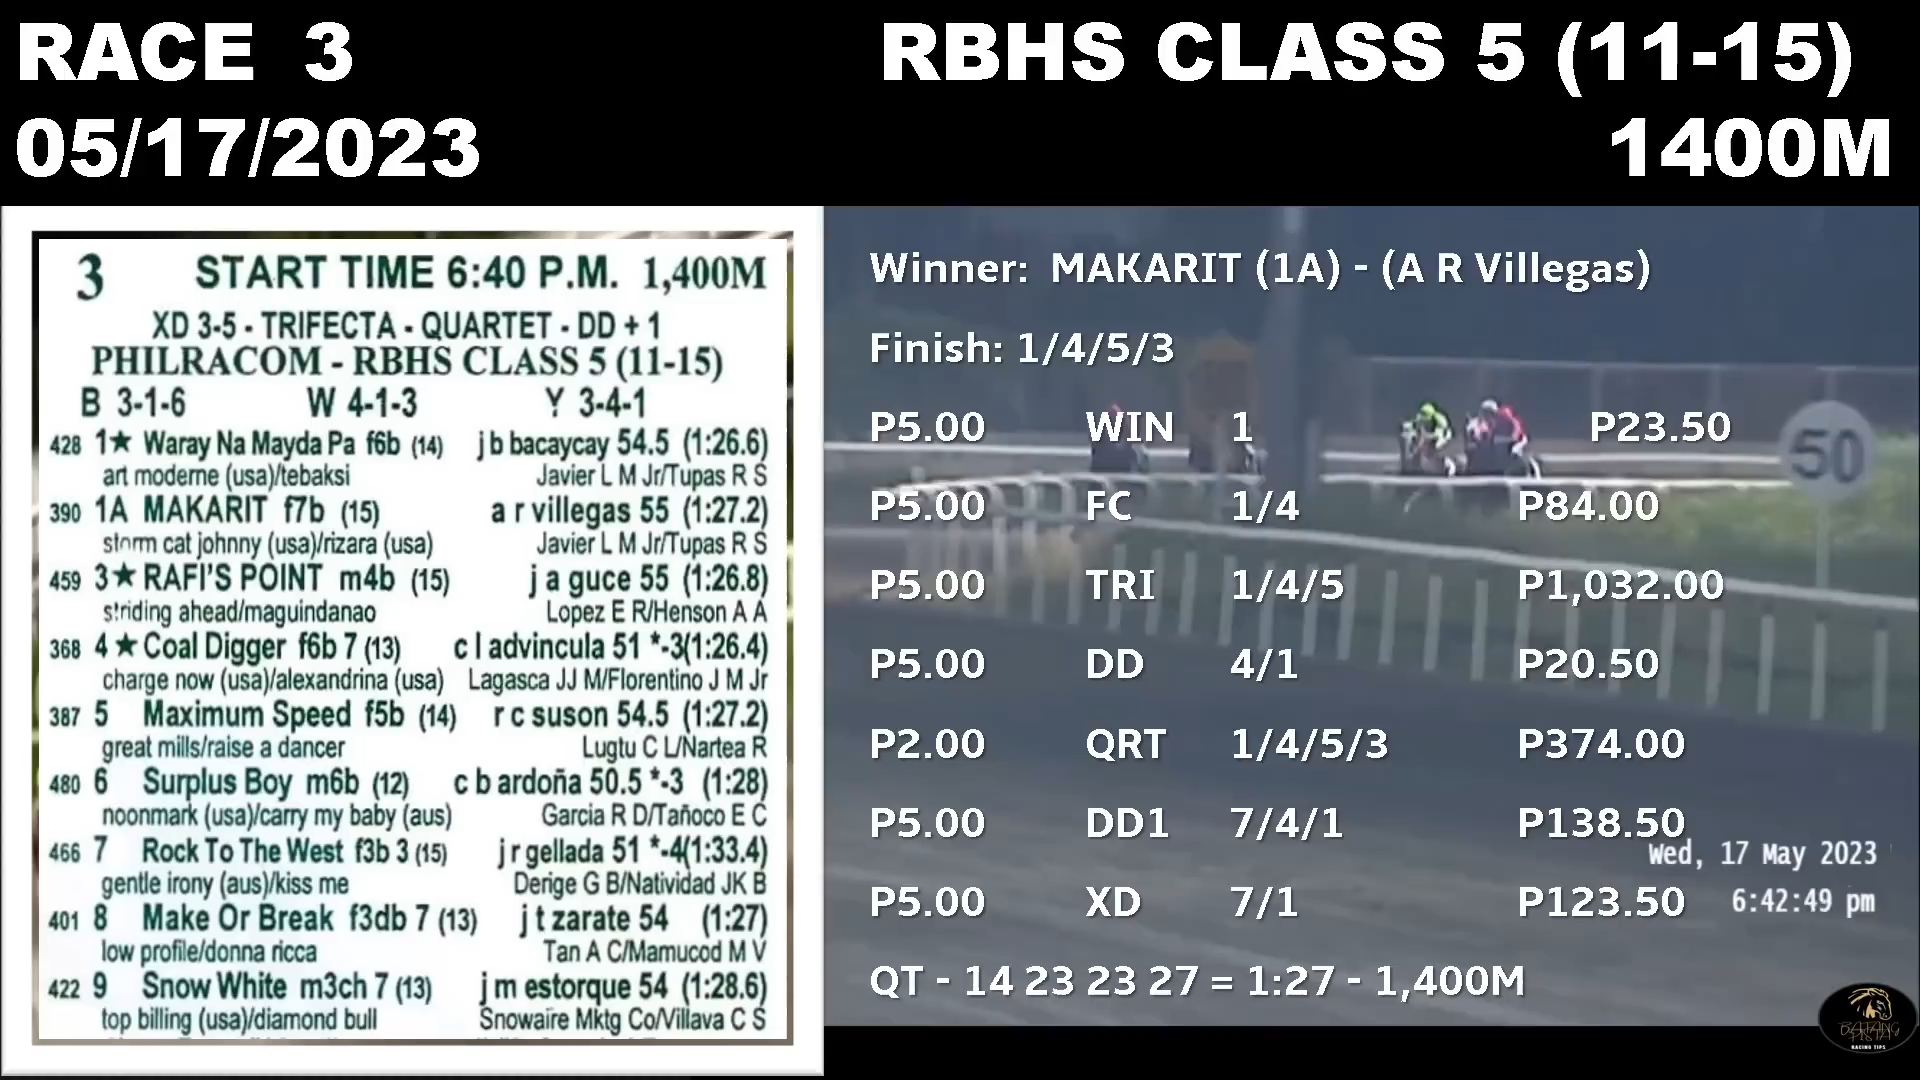 RACE 3
05/17/2023
RBHS CLASS 5 (11-15)
1400M
3 START TIME 6:40 P.M. 1,400M
XD 3-5 - TRIFECTA - QUARTET - DD + 1
PHILRACOM - RBHS CLASS 5 (11-15)
B 3-1-6 W 4-1-3 Y 3-4-1
428 1★ Waray Na Mayda Pa f6b (14) j b bacaycay 54.5 (1:26.6)
art moderne (usa)/tebaksi Javier L M Jr/Tupas R S
390 1A MAKARIT f7b (15) a r villegas 55 (1:27.2)
storm cat johnny (usa)/rizara (usa) Javier L M Jr/Tupas R S
459 3★ RAFI'S POINT m4b (15) j a guce 55 (1:26.8)
striding ahead/maguindanao Lopez E R/Henson A A
368 4★ Coal Digger f6b 7 (13) c l advincula 51 *-3(1:26.4)
charge now (usa)/alexandrina (usa) Lagasca JJ M/Florentino J M Jr
387 5 Maximum Speed f5b (14) r c suson 54.5 (1:27.2)
great mills/raise a dancer Lugtu C L/Nartea R
480 6 Surplus Boy m6b (12) c b ardoña 50.5 *-3 (1:28)
noonmark (usa)/carry my baby (aus) Garcia R D/Tañoco E C
466 7 Rock To The West f3b 3 (15) j r gellada 51 *-4(1:33.4)
gentle irony (aus)/kiss me Derige G B/Natividad JK B
401 8 Make Or Break f3db 7 (13) j t zarate 54 (1:27)
low profile/donna ricca Tan A C/Mamucod M V
422 9 Snow White m3ch 7 (13) j m estorque 54 (1:28.6)
top billing (usa)/diamond bull Snowaire Mktg Co/Villava C S
Winner: MAKARIT (1A) - (A R Villegas)
Finish: 1/4/5/3
P5.00 WIN 1 P23.50
P5.00 FC 1/4 P84.00
P5.00 TRI 1/4/5 P1,032.00
P5.00 DD 4/1 P20.50
P2.00 QRT 1/4/5/3 P374.00
P5.00 DD1 7/4/1 P138.50
P5.00 XD 7/1 P123.50
QT - 14 23 23 27 = 1:27 - 1,400M
50
Wed, 17 May 2023
6:42:49 pm
BATANG
PISTA
RACING TIPS